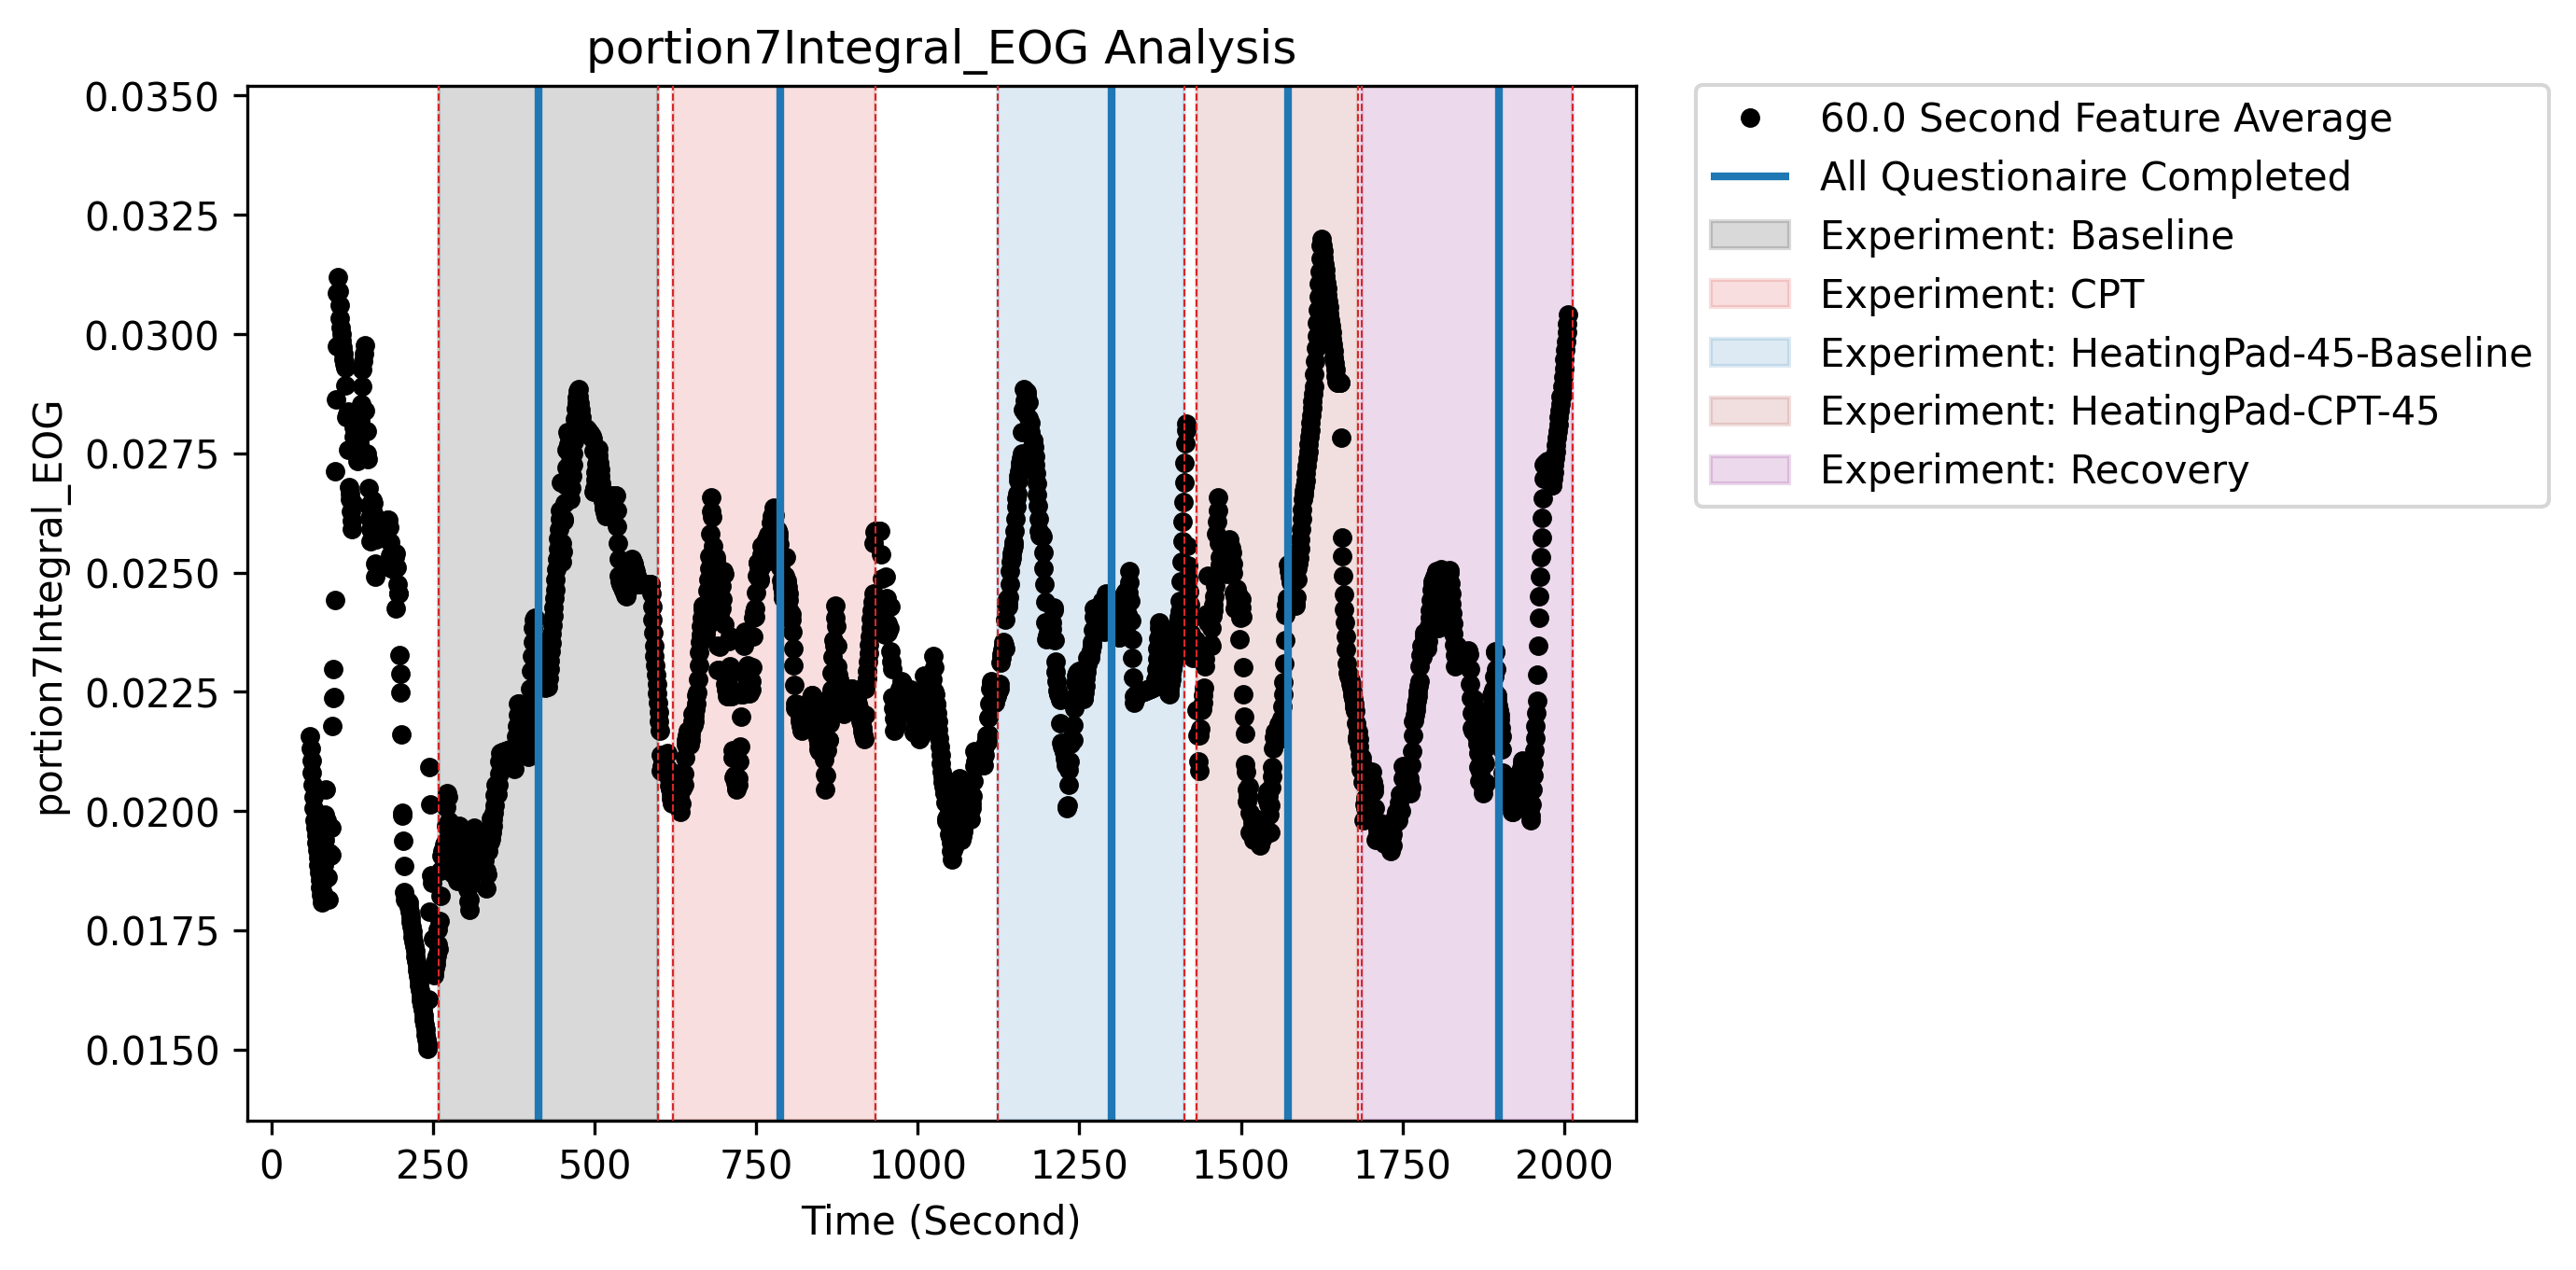 portion7Integral_EOG Analysis
portion7Integral_EOG
0.0350
0.0325
0.0300
0.0275
0.0250
0.0225
0.0200
0.0175
0.0150
0
250
500
750
1000
1250
1500
1750
2000
Time (Second)
60.0 Second Feature Average
All Questionaire Completed
Experiment: Baseline
Experiment: CPT
Experiment: HeatingPad-45-Baseline
Experiment: HeatingPad-CPT-45
Experiment: Recovery